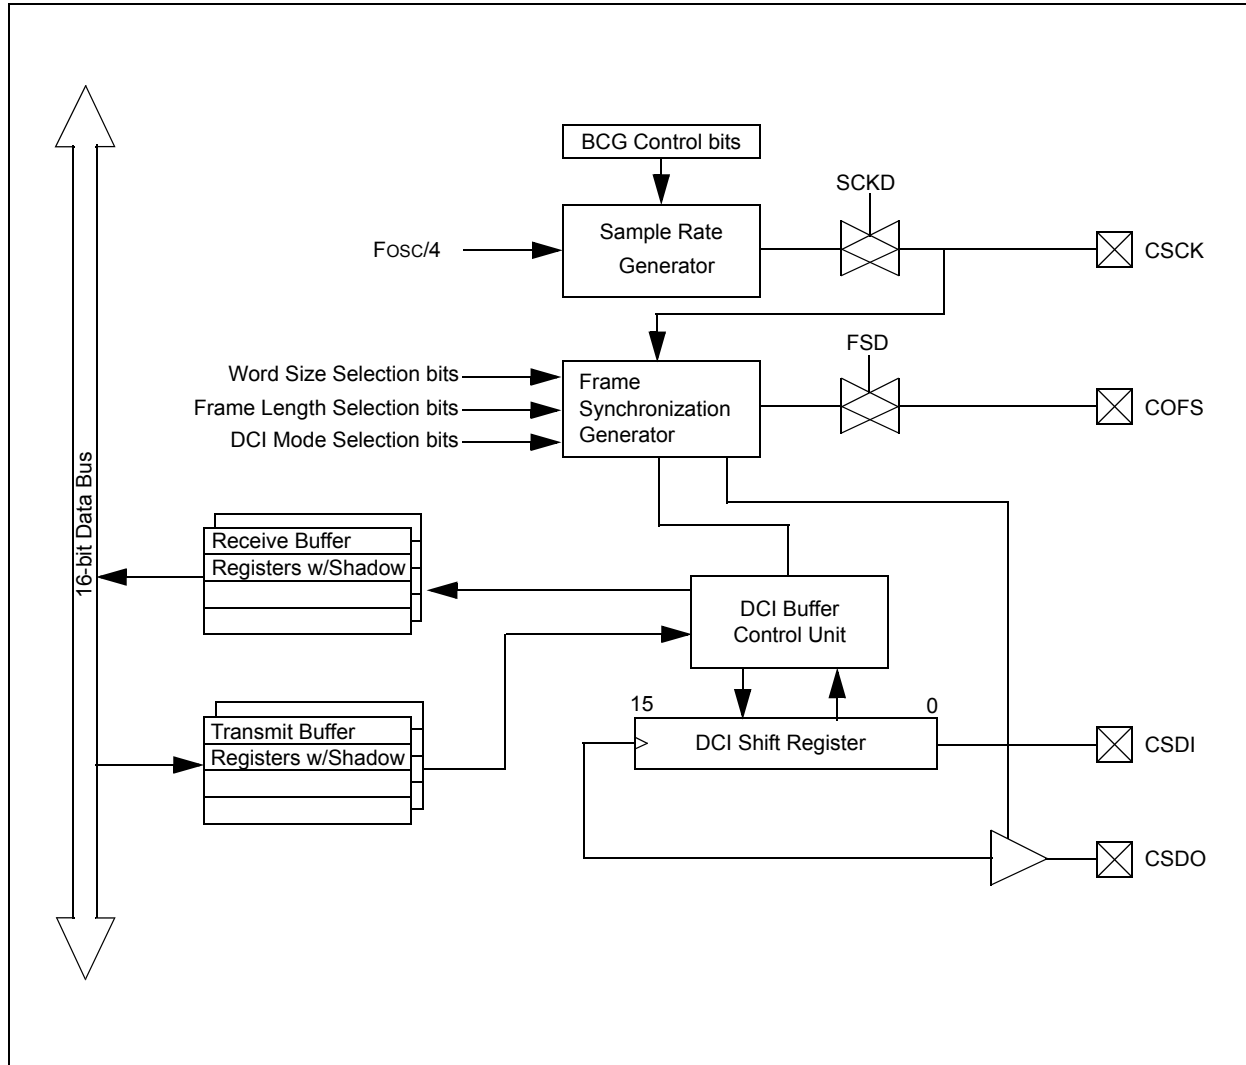 BCG Control bits
SCKD
Sample Rate
Generator
FOSC/4
CSCK
FSD
Word Size Selection bits
Frame Length Selection bits
DCI Mode Selection bits
Frame
Synchronization
Generator
COFS
16-bit Data Bus
Receive Buffer
Registers w/Shadow
DCI Buffer
Control Unit
15
0
Transmit Buffer
Registers w/Shadow
DCI Shift Register
CSDI
CSDO